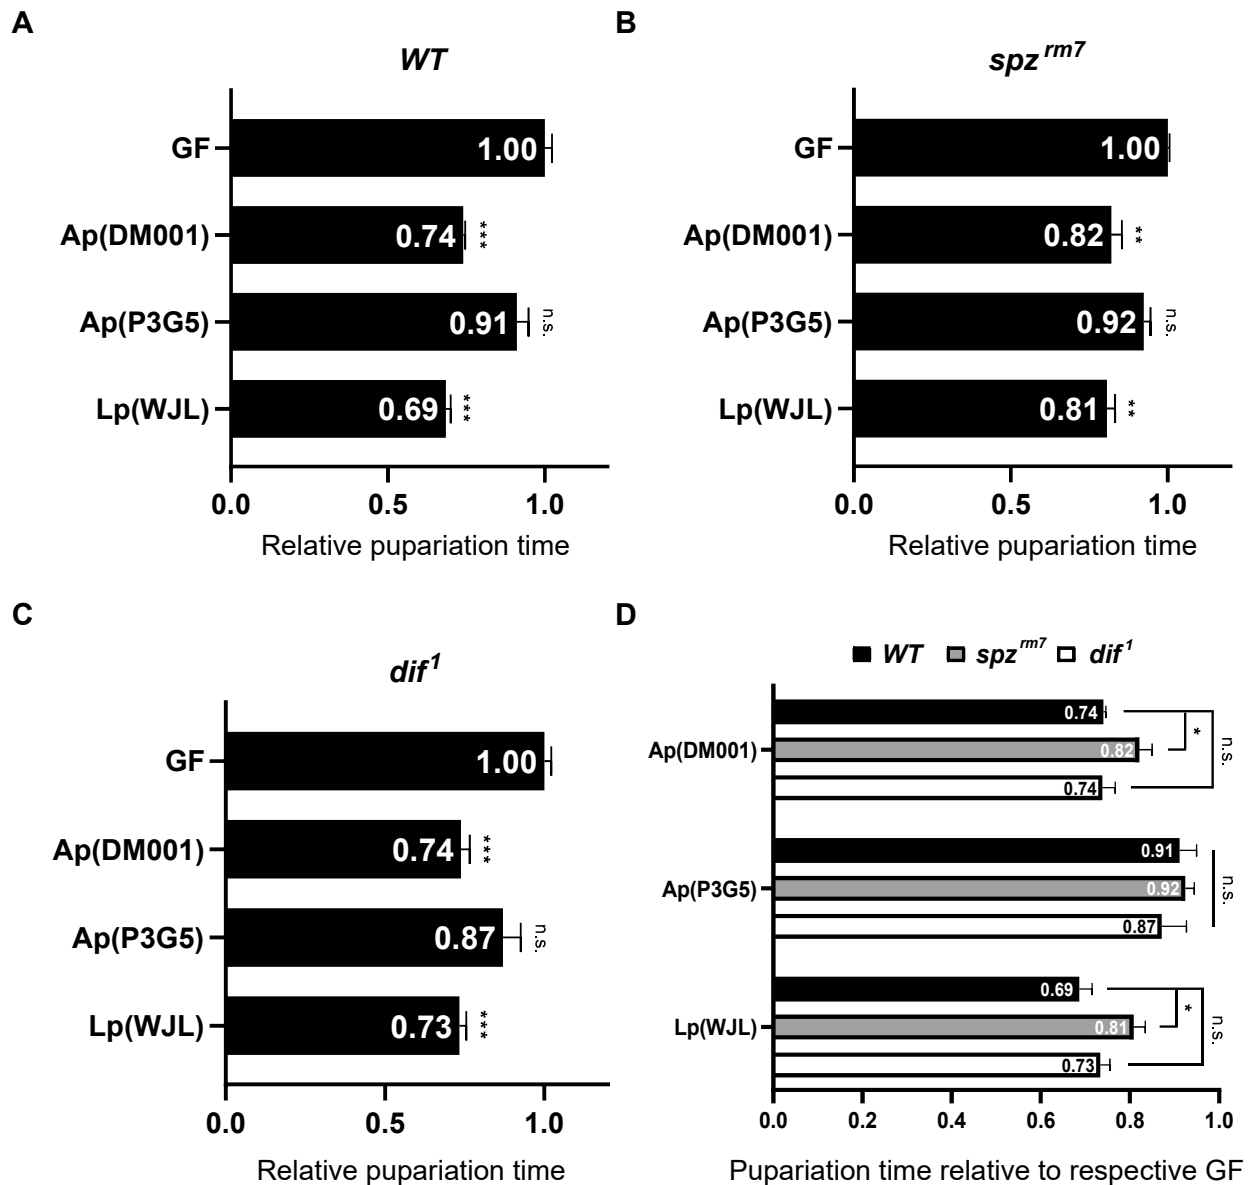 A
WT
GF
1.00
Ap(DM001)
0.74
***
Ap(P3G5)
0.91
n.s.
Lp(WJL)
0.69
***
0.0 0.5 1.0
Relative pupariation time
B
spz rm7
GF
1.00
Ap(DM001)
0.82
**
Ap(P3G5)
0.92
n.s.
Lp(WJL)
0.81
**
0.0 0.5 1.0
Relative pupariation time
C
dif 1
GF
1.00
Ap(DM001)
0.74
***
Ap(P3G5)
0.87
n.s.
Lp(WJL)
0.73
***
0.0 0.5 1.0
Relative pupariation time
D
WT spz rm7 dif 1
Ap(DM001)
0.74
0.82
0.74
*
n.s.
Ap(P3G5)
0.91
0.92
0.87
n.s.
Lp(WJL)
0.69
0.81
0.73
*
n.s.
0.0 0.2 0.4 0.6 0.8 1.0
Pupariation time relative to respective GF